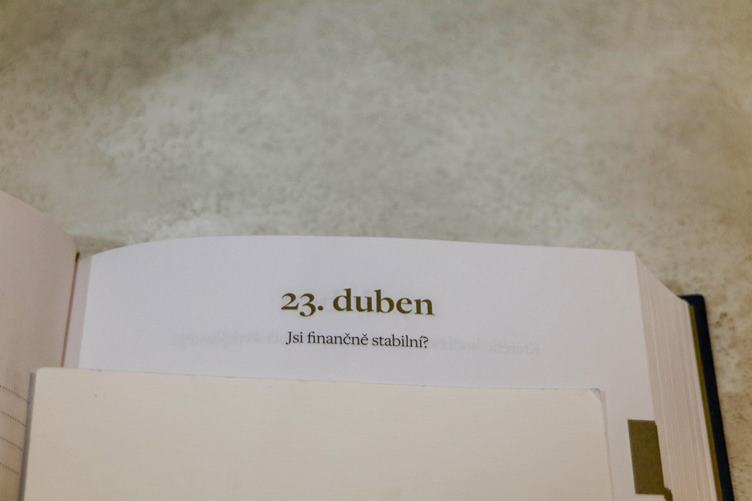 23. duben
Jsi finančně stabilní?